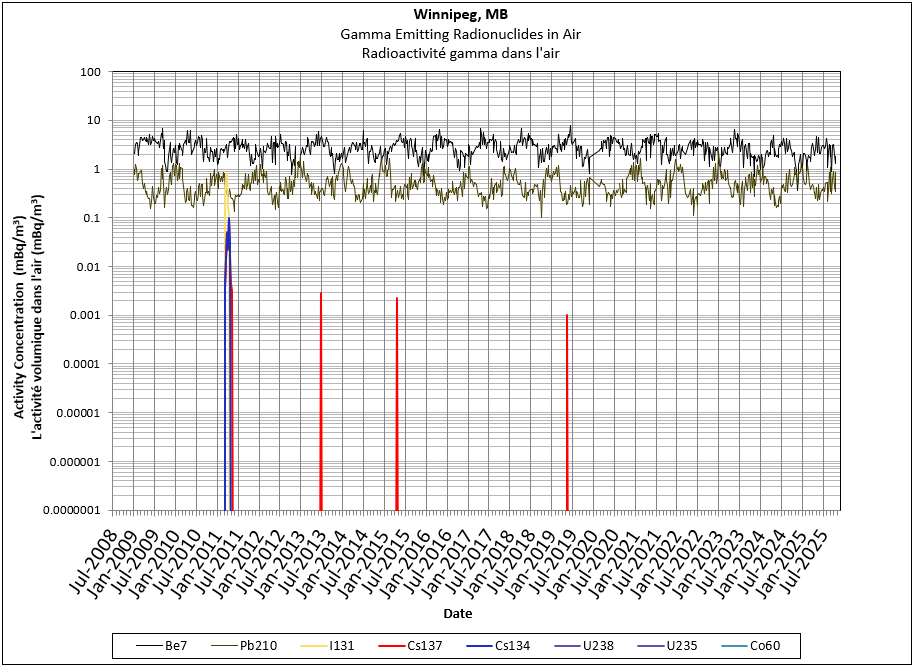 Winnipeg, MB
Gamma Emitting Radionuclides in Air
Radioactivité gamma dans l'air
Activity Concentration (mBq/m³)
L'activité volumique dans l'air (mBq/m³)
100
10
1
0.1
0.01
0.001
0.0001
0.00001
0.000001
0.0000001
Jul-2008
Jan-2009
Jul-2009
Jan-2010
Jul-2010
Jan-2011
Jul-2011
Jan-2012
Jul-2012
Jan-2013
Jul-2013
Jan-2014
Jul-2014
Jan-2015
Jul-2015
Jan-2016
Jul-2016
Jan-2017
Jul-2017
Jan-2018
Jul-2018
Jan-2019
Jul-2019
Jan-2020
Jul-2020
Jan-2021
Jul-2021
Jan-2022
Jul-2022
Jan-2023
Jul-2023
Jan-2024
Jul-2024
Jan-2025
Jul-2025
Date
Be7 Pb210 I131 Cs137 Cs134 U238 U235 Co60